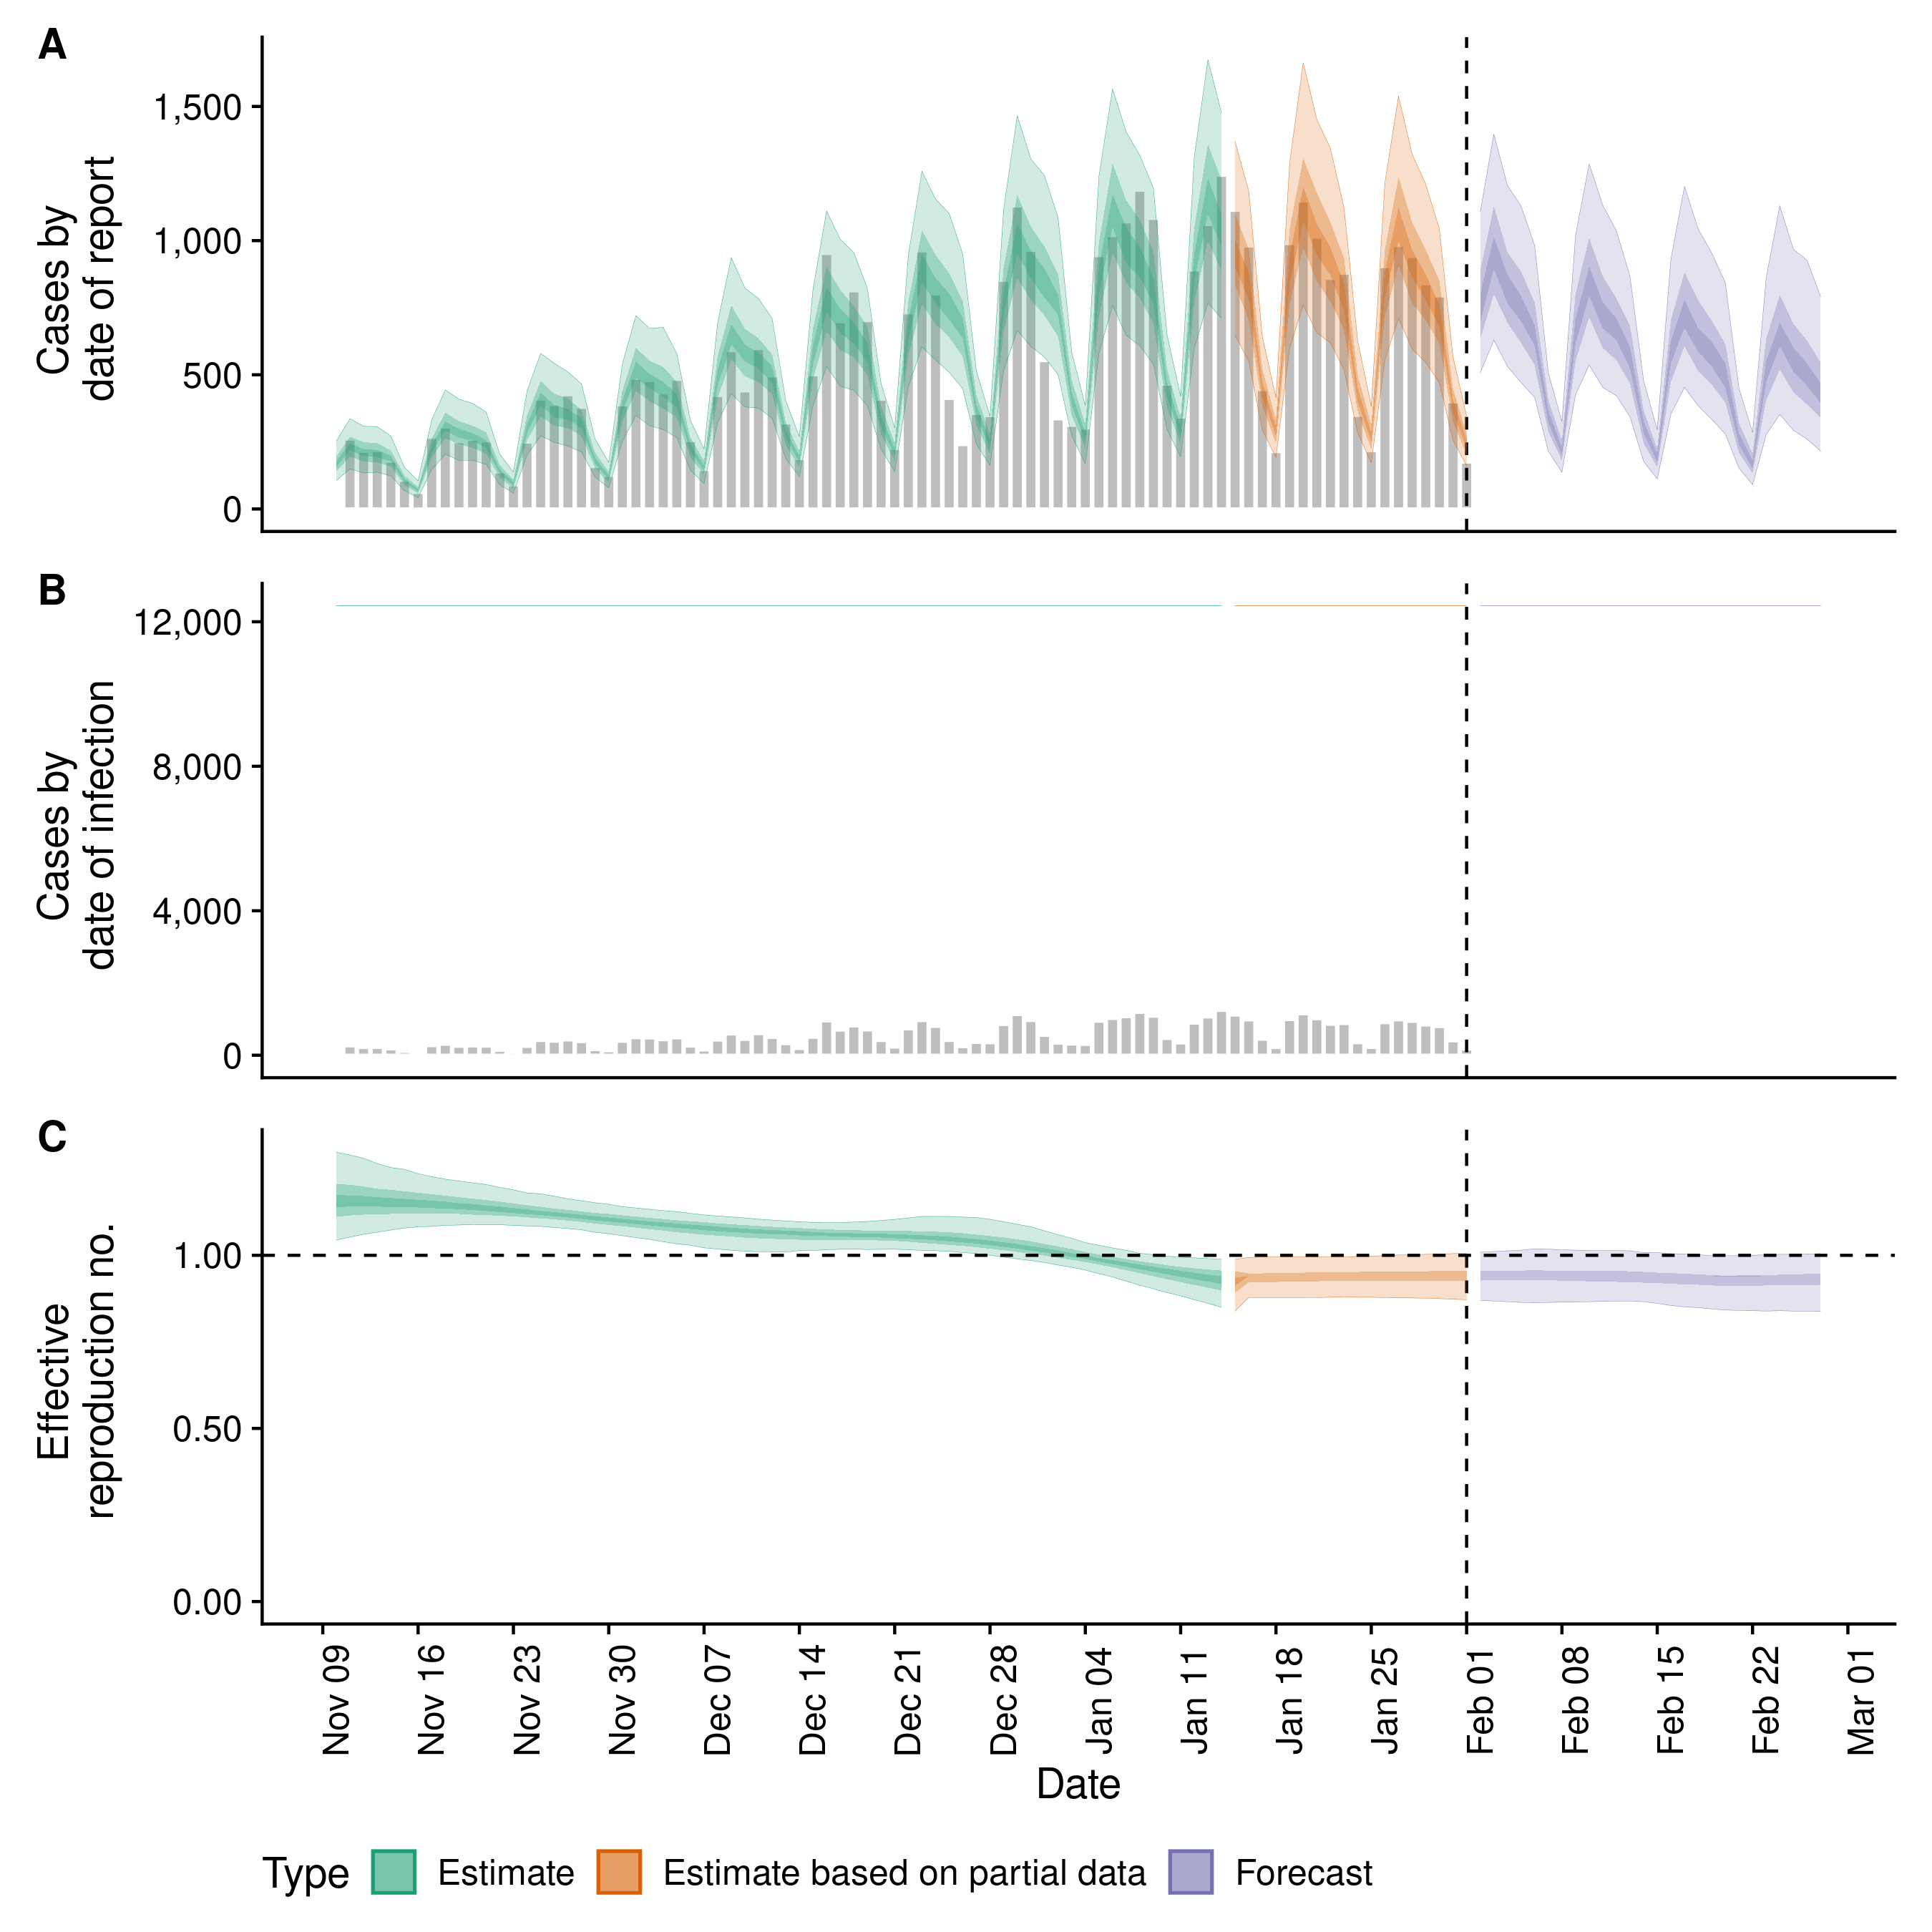 A
Cases by
date of report
1,500
1,000
500
0
B
Cases by
date of infection
12,000
8,000
4,000
0
C
Effective
reproduction no.
1.00
0.50
0.00
Nov 09
Nov 16
Nov 23
Nov 30
Dec 07
Dec 14
Dec 21
Dec 28
Jan 04
Jan 11
Jan 18
Jan 25
Feb 01
Feb 08
Feb 15
Feb 22
Mar 01
Date
Type Estimate Estimate based on partial data Forecast